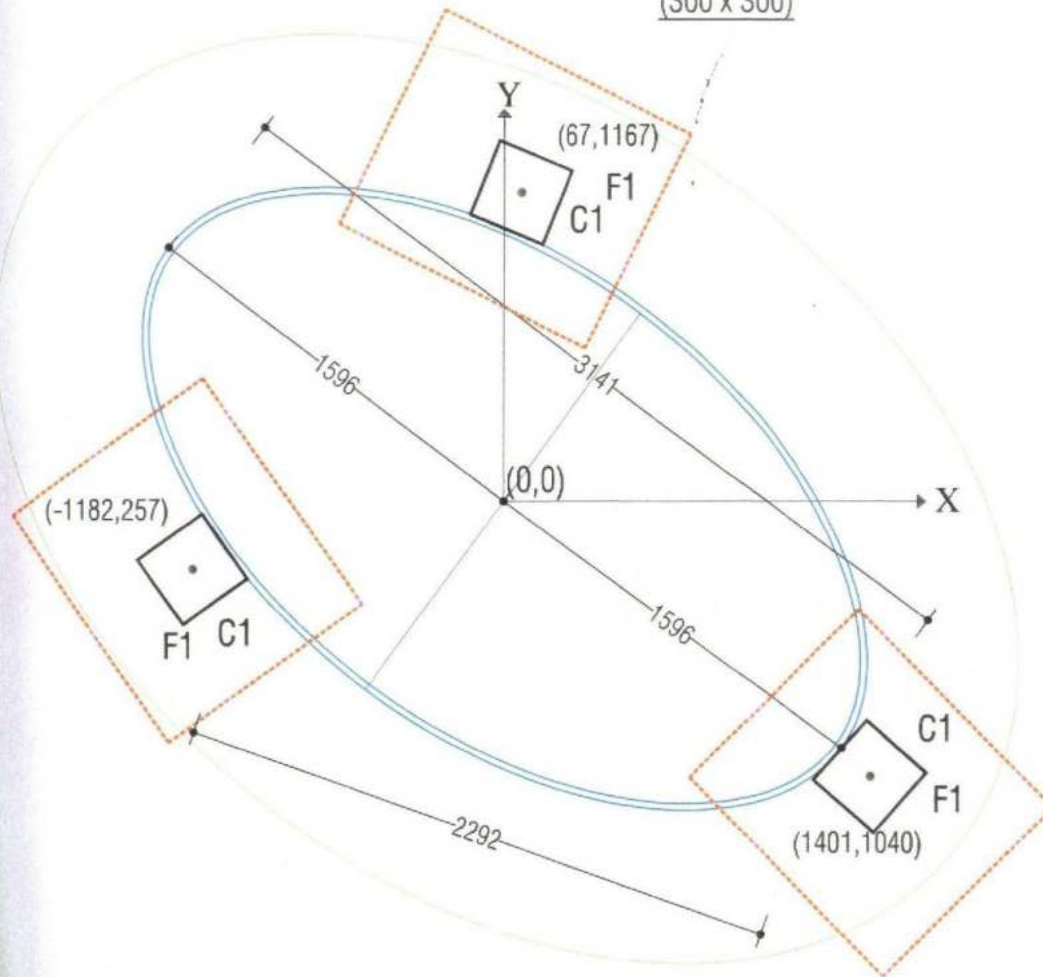 (300 x 300)
Y
(67,1167)
F1
C1
1596
3141
(0,0)
X
(-1182,257)
1596
F1 C1
C1
F1
2292
(1401,1040)